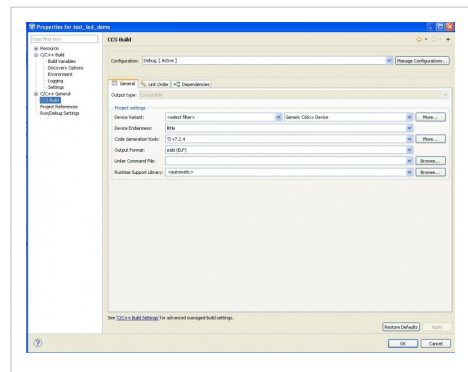 Properties for test_led_demo
type filter text
Resource
C/C++ Build
Build Variables
Discovery Options
Environment
Logging
Settings
C/C++ General
CCS Build
Project References
Run/Debug Settings
CCS Build
Configuration: Debug [ Active ]
Manage Configurations...
General
Link Order
Dependencies
Output type: Executable
Project settings
Device Variant: <select filter> Generic C66xx Device More...
Device Endianness: little
Code Generation tools: TI v7.2.4 More...
Output Format: eabi (ELF)
Linker Command File: Browse...
Runtime Support Library: <automatic> Browse...
See 'C/C++ Build Settings' for advanced managed-build settings.
Restore Defaults Apply
OK Cancel